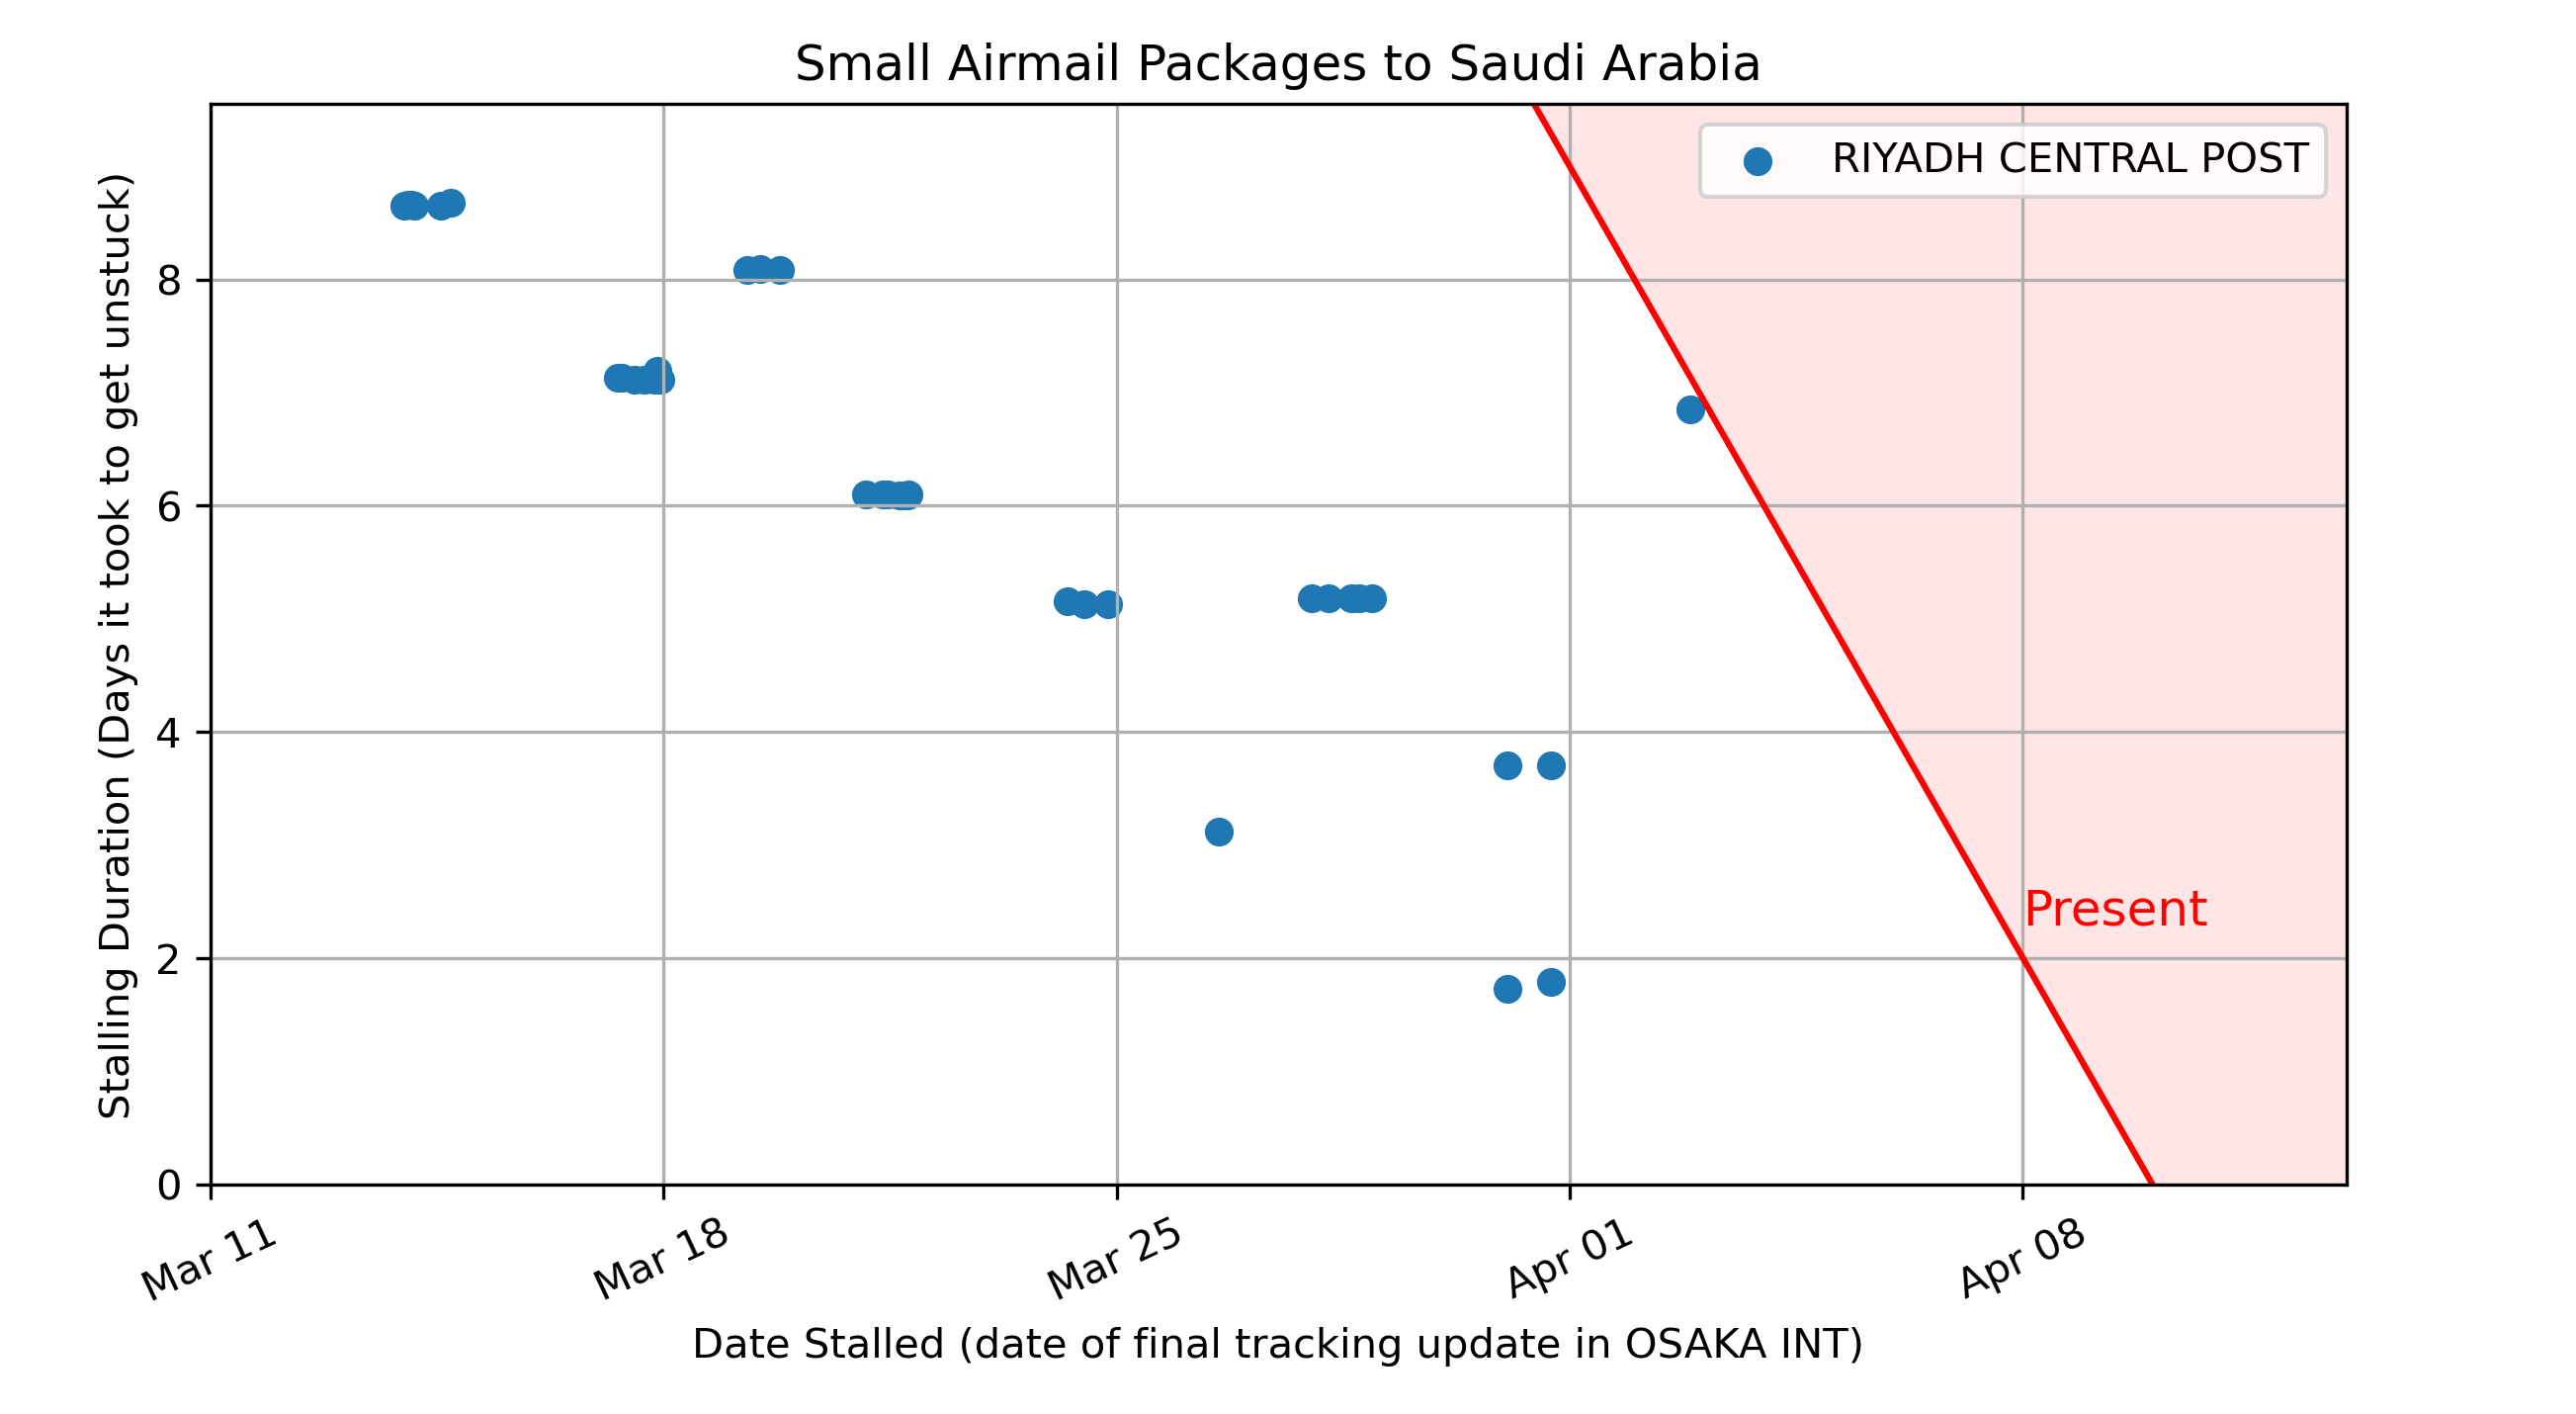 Small Airmail Packages to Saudi Arabia
RIYADH CENTRAL POST
Stalling Duration (Days it took to get unstuck)
8
6
4
2
0
Present
Mar 11
Mar 18
Mar 25
Apr 01
Apr 08
Date Stalled (date of final tracking update in OSAKA INT)